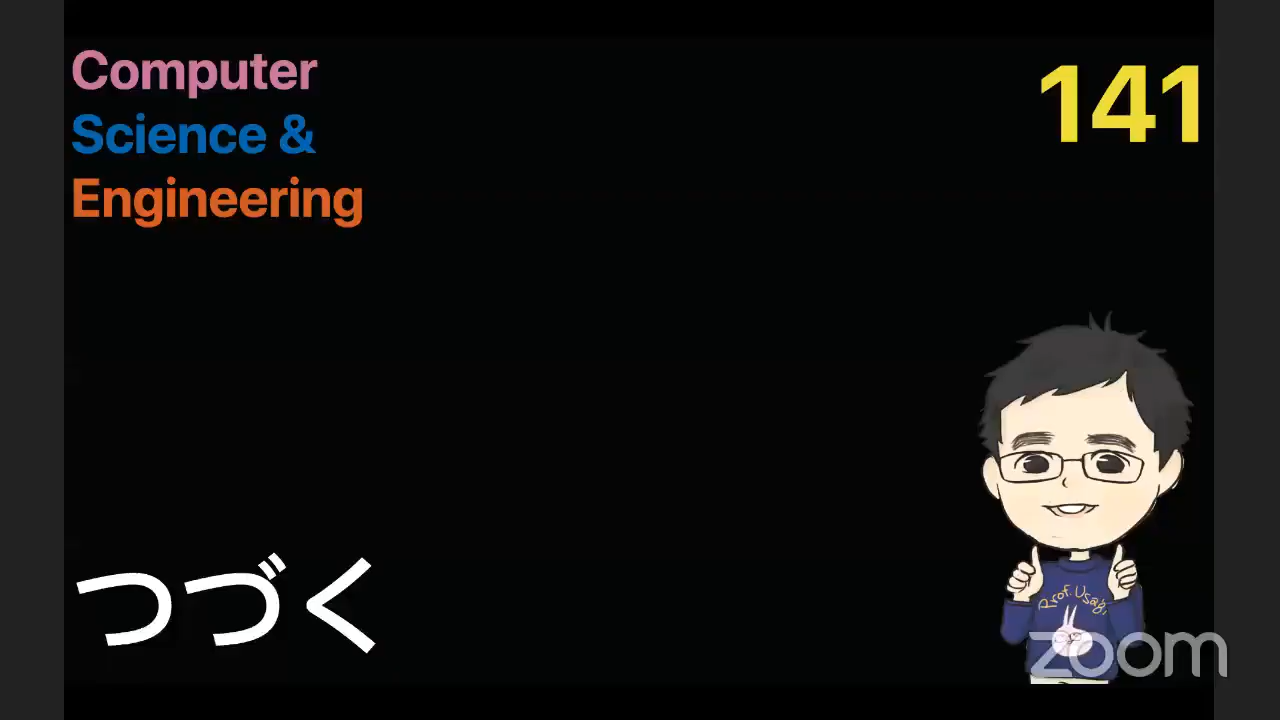 Computer
Science &
Engineering
141
つづく
Prof. Usagi
zoom